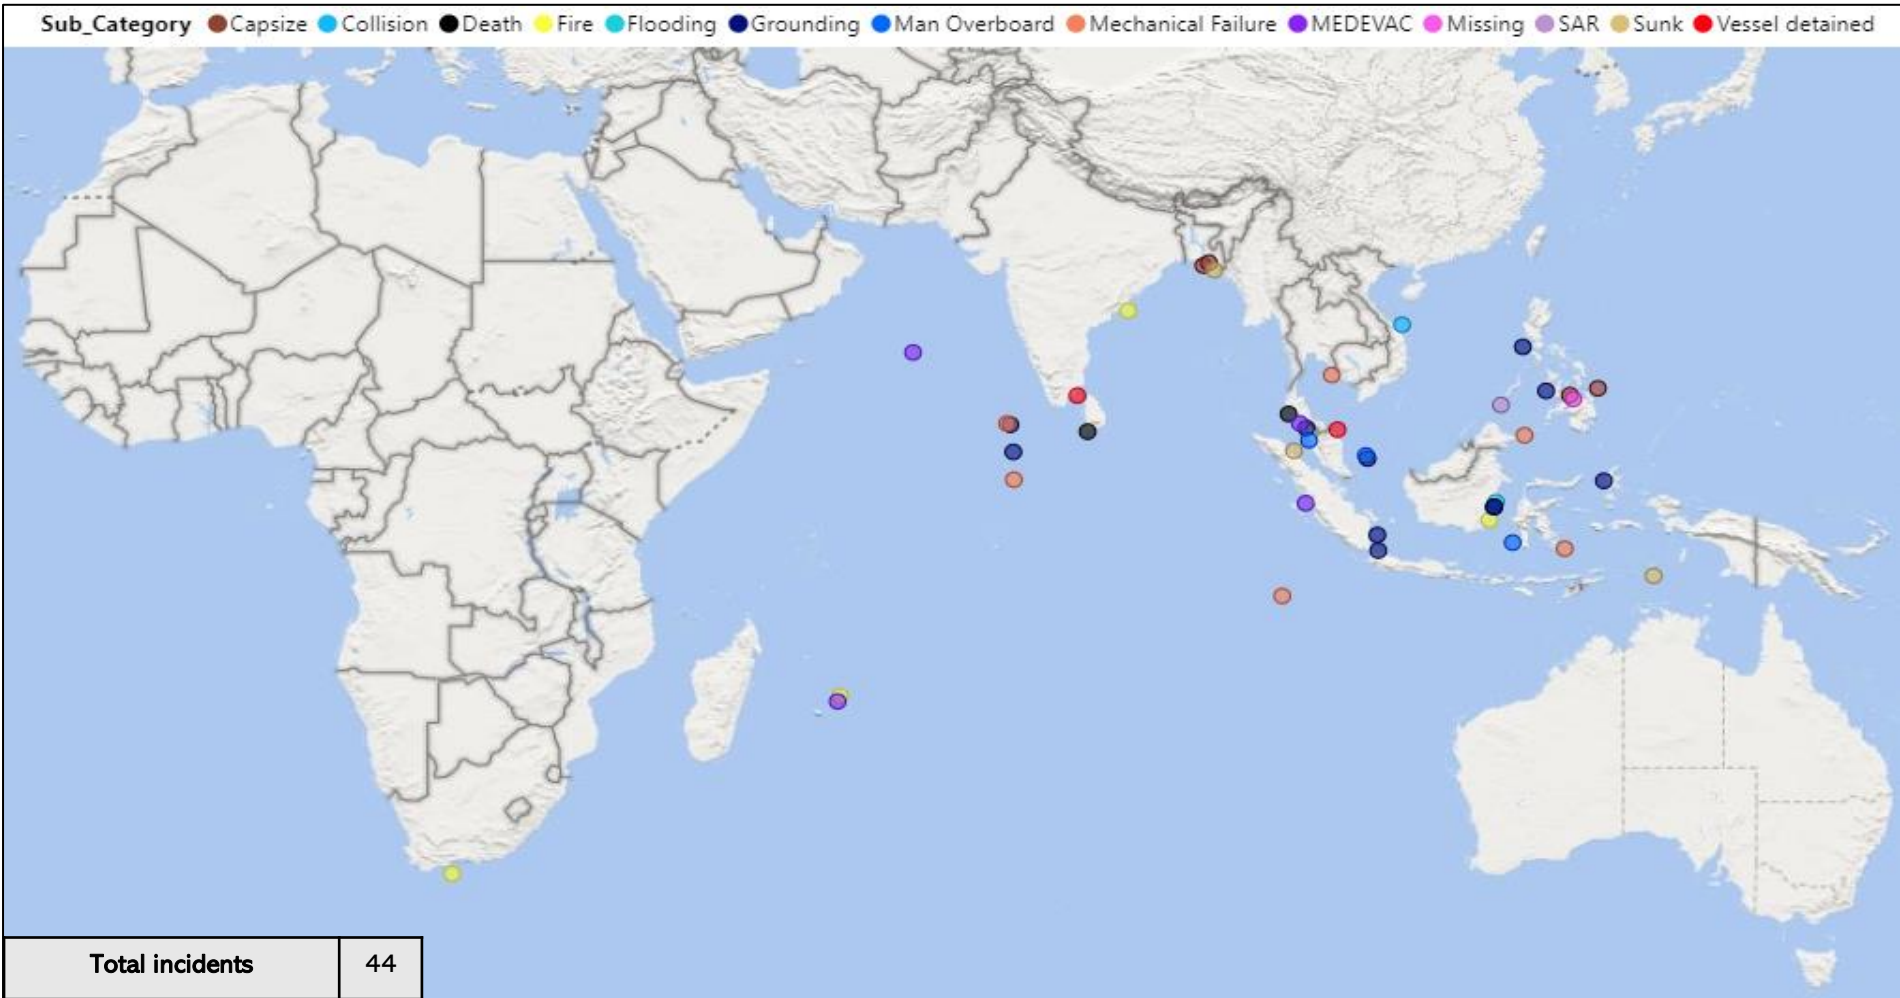 Sub_Category Capsize Collision Death Fire Flooding Grounding Man Overboard Mechanical Failure MEDEVAC Missing SAR Sunk Vessel detained
Total incidents 44